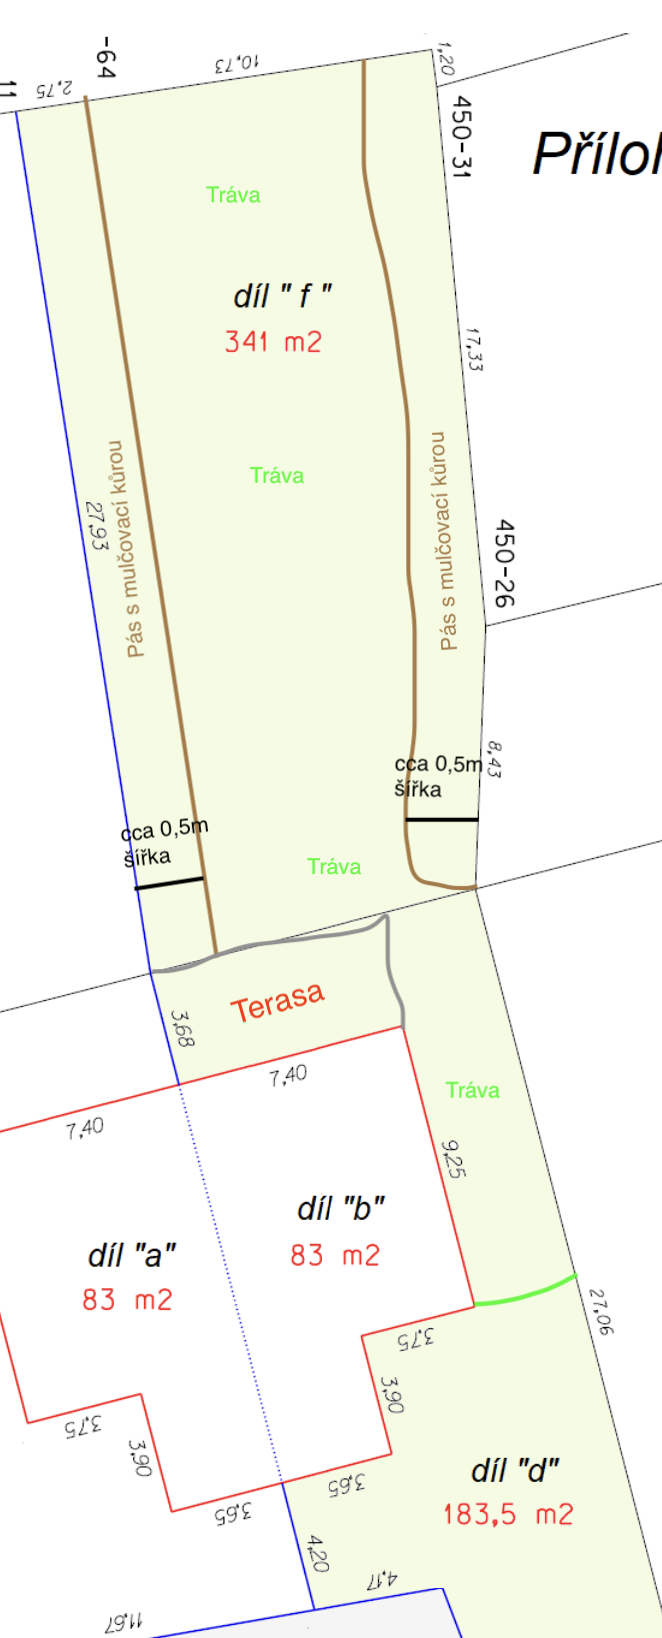 -64
10,73
1,20
11
2,75
450-31
Příloh
Tráva
díl " f "
341 m2
17,33
Pás s mulčovací kůrou
27,93
Tráva
Pás s mulčovací kůrou
450-26
8,43
cca 0,5m
šířka
cca 0,5m
šířka
Tráva
Terasa
3,68
7,40
7,40
Tráva
9,25
díl "b"
83 m2
díl "a"
83 m2
27,06
3,75
3,90
3,75
3,90
díl "d"
183,5 m2
3,65
3,65
4,20
4,17
11,67